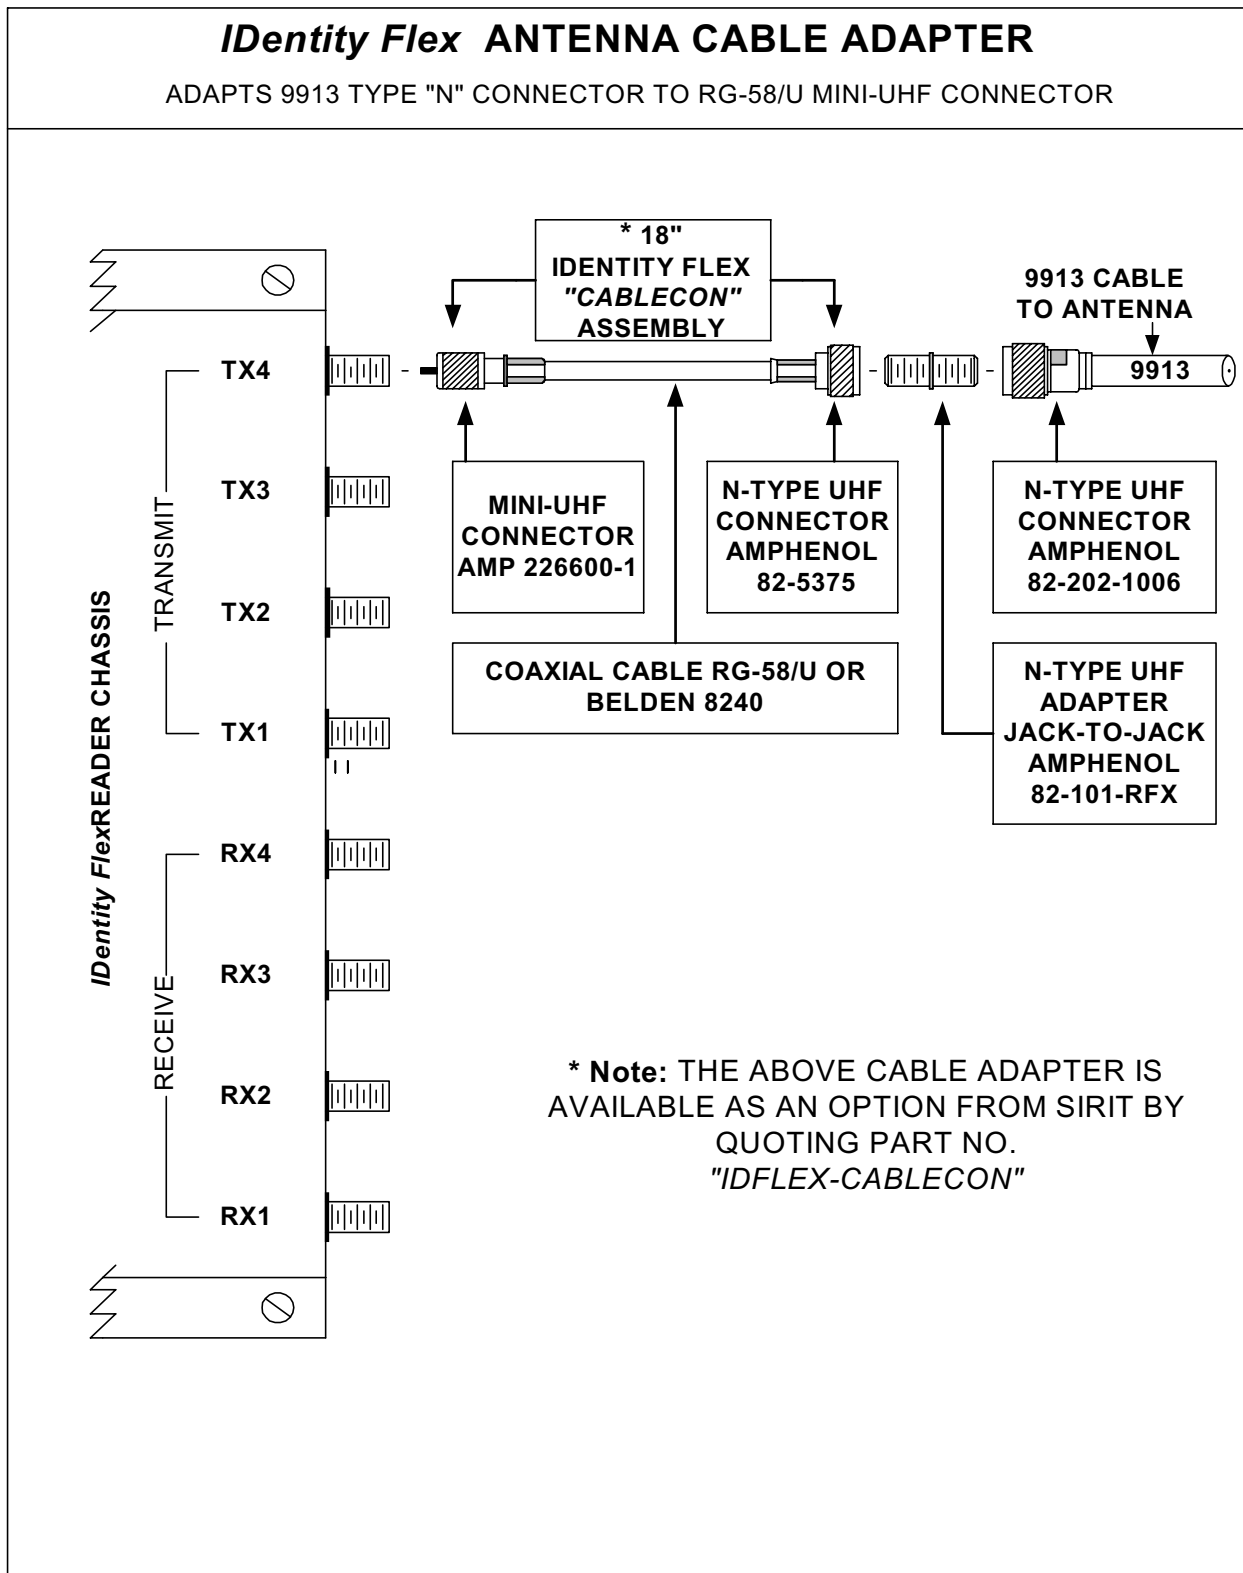 IDentity Flex ANTENNA CABLE ADAPTER
ADAPTS 9913 TYPE "N" CONNECTOR TO RG-58/U MINI-UHF CONNECTOR
* 18"
IDENTITY FLEX
"CABLECON"
ASSEMBLY
9913 CABLE
TO ANTENNA
9913
MINI-UHF
CONNECTOR
AMP 226600-1
N-TYPE UHF
CONNECTOR
AMPHENOL
82-5375
N-TYPE UHF
CONNECTOR
AMPHENOL
82-202-1006
COAXIAL CABLE RG-58/U OR
BELDEN 8240
N-TYPE UHF
ADAPTER
JACK-TO-JACK
AMPHENOL
82-101-RFX
IDentity FlexREADER CHASSIS
TRANSMIT
TX4
TX3
TX2
TX1
RECEIVE
RX4
RX3
RX2
RX1
* Note: THE ABOVE CABLE ADAPTER IS
AVAILABLE AS AN OPTION FROM SIRIT BY
QUOTING PART NO.
"IDFLEX-CABLECON"